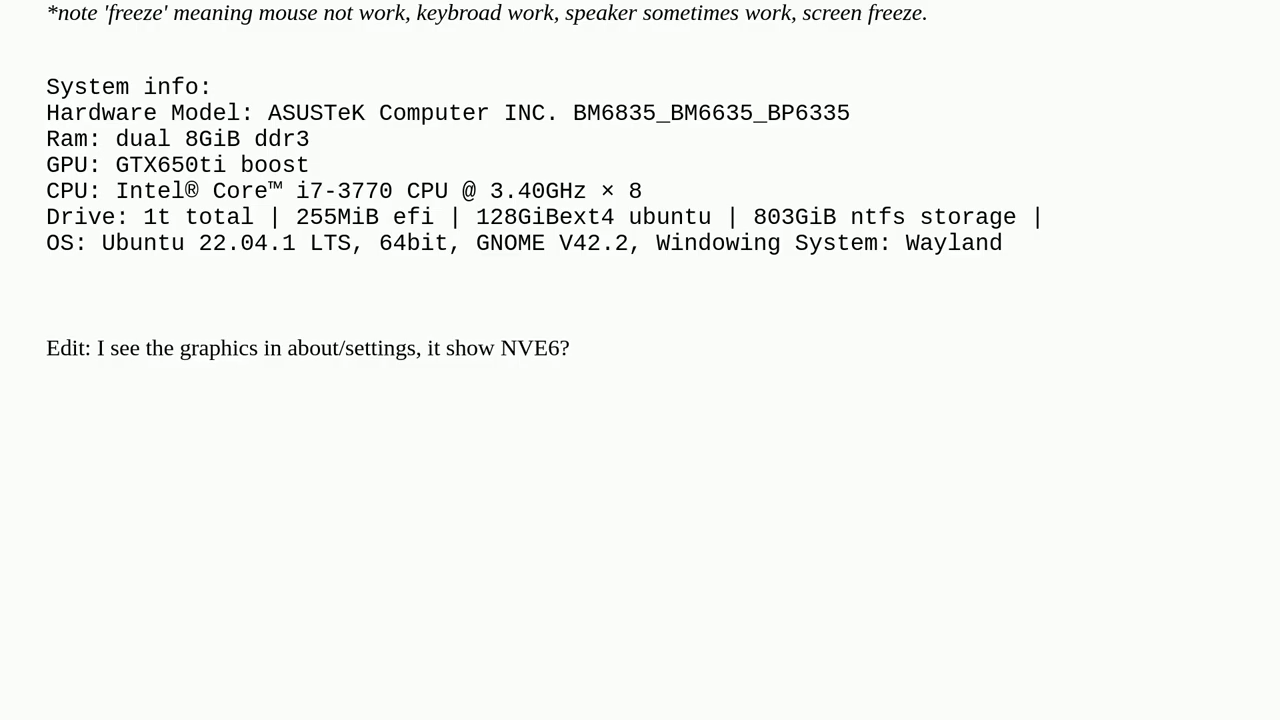 *note 'freeze' meaning mouse not work, keybroad work, speaker sometimes work, screen freeze.
System info:
Hardware Model: ASUSTeK Computer INC. BM6835_BM6635_BP6335
Ram: dual 8GiB ddr3
GPU: GTX650ti boost
CPU: Intel® Core™ i7-3770 CPU @ 3.40GHz × 8
Drive: 1t total | 255MiB efi | 128GiBext4 ubuntu | 803GiB ntfs storage |
OS: Ubuntu 22.04.1 LTS, 64bit, GNOME V42.2, Windowing System: Wayland
Edit: I see the graphics in about/settings, it show NVE6?